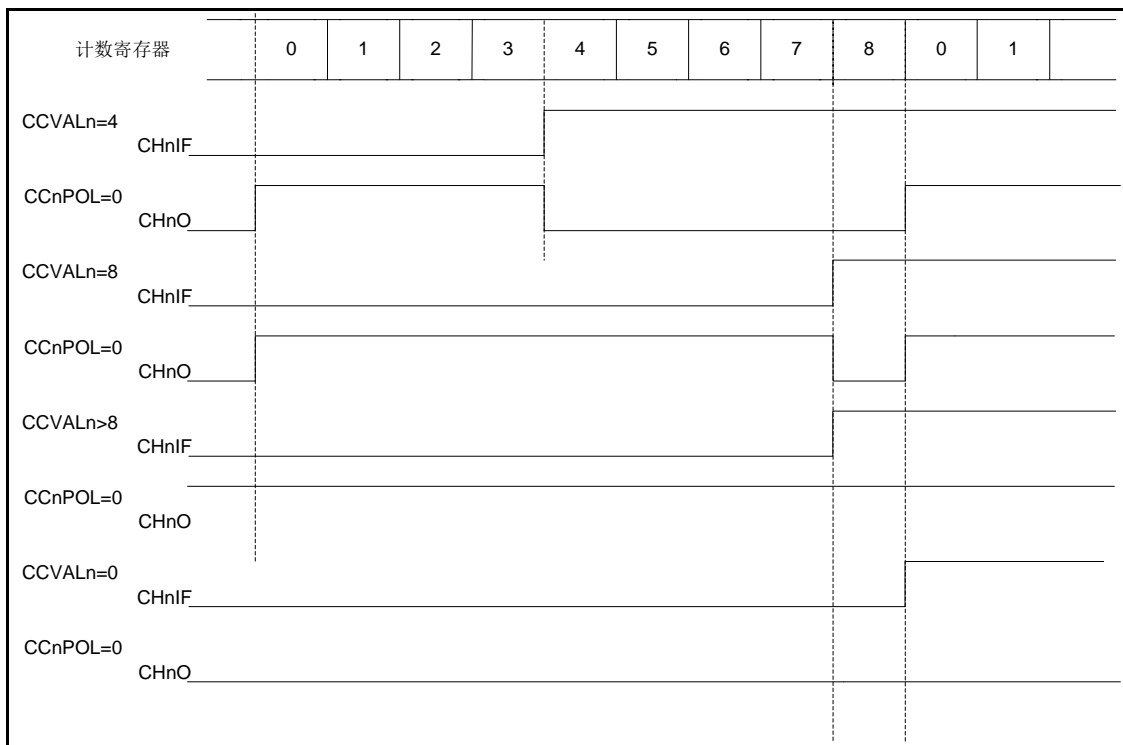 计数寄存器 0 1 2 3 4 5 6 7 8 0 1
CCVALn=4
CHnIF
CCnPOL=0
CHnO
CCVALn=8
CHnIF
CCnPOL=0
CHnO
CCVALn>8
CHnIF
CCnPOL=0
CHnO
CCVALn=0
CHnIF
CCnPOL=0
CHnO